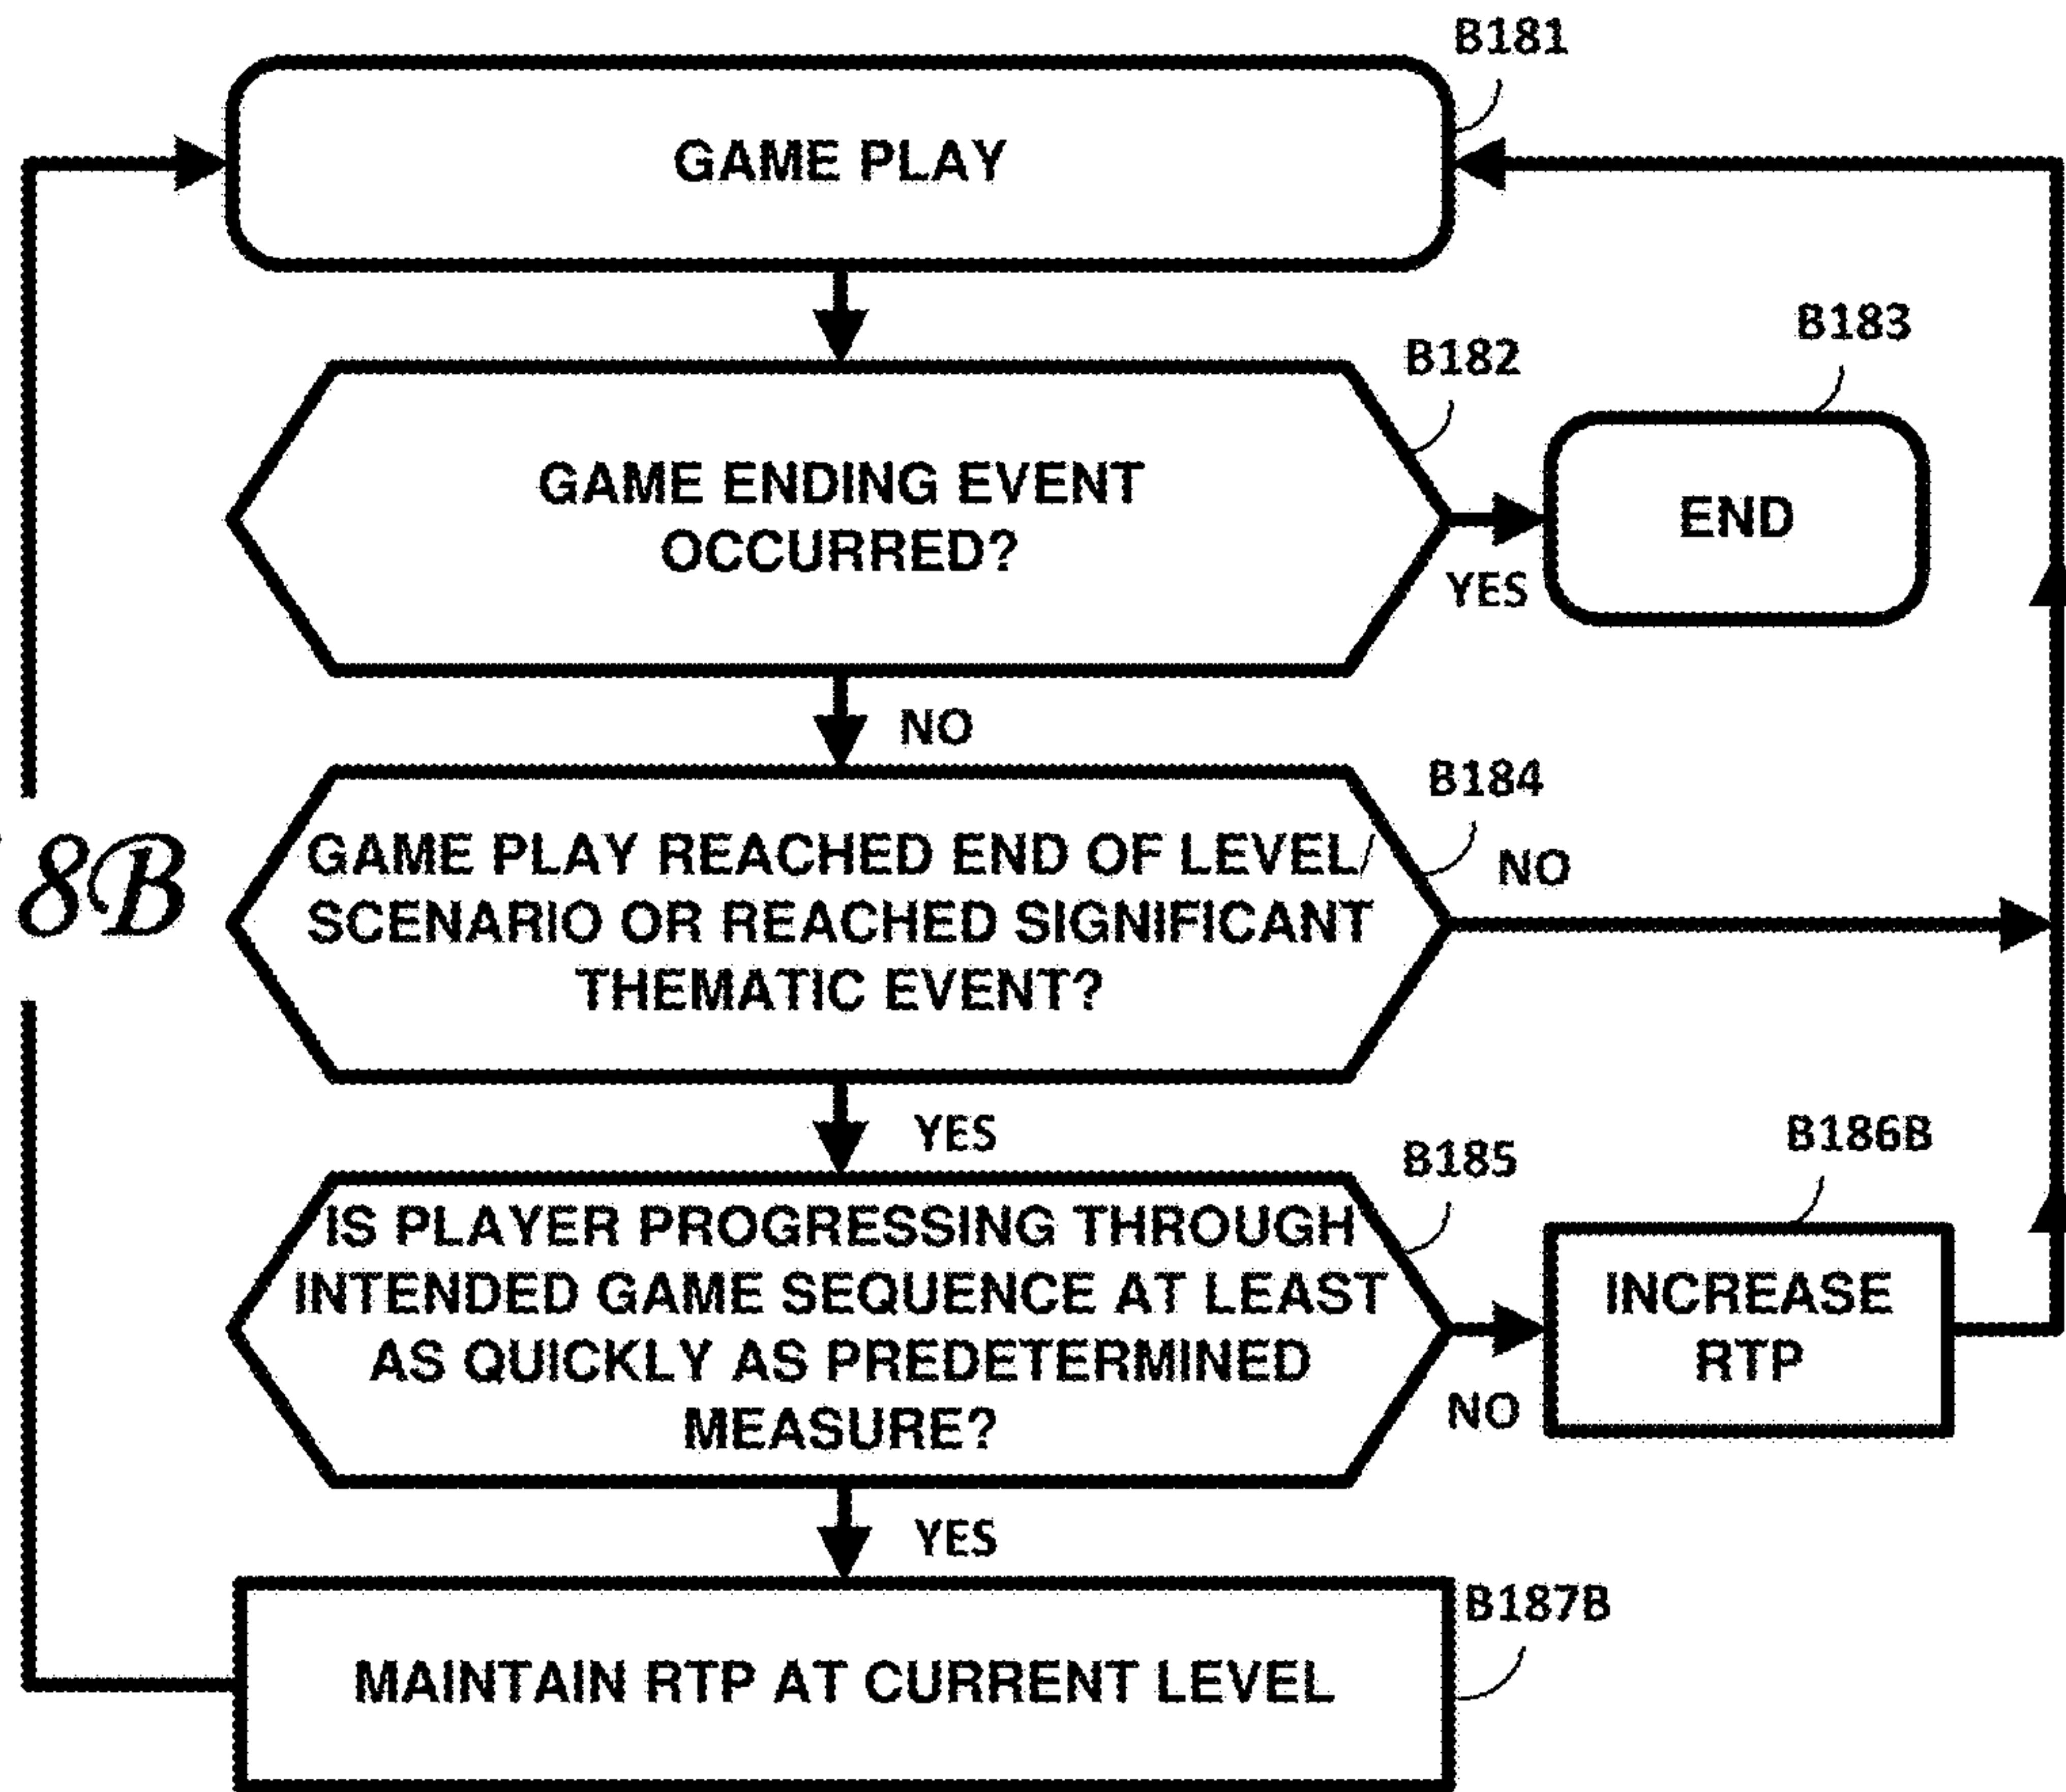 B181
GAME PLAY
B183
B182
GAME ENDING EVENT
OCCURRED?
END
YES
NO
B184
8B
GAME PLAY REACHED END OF LEVEL/
SCENARIO OR REACHED SIGNIFICANT
THEMATIC EVENT?
NO
YES
B185
B186B
IS PLAYER PROGRESSING THROUGH
INTENDED GAME SEQUENCE AT LEAST
AS QUICKLY AS PREDETERMINED
MEASURE?
INCREASE
RTP
NO
YES
B187B
MAINTAIN RTP AT CURRENT LEVEL